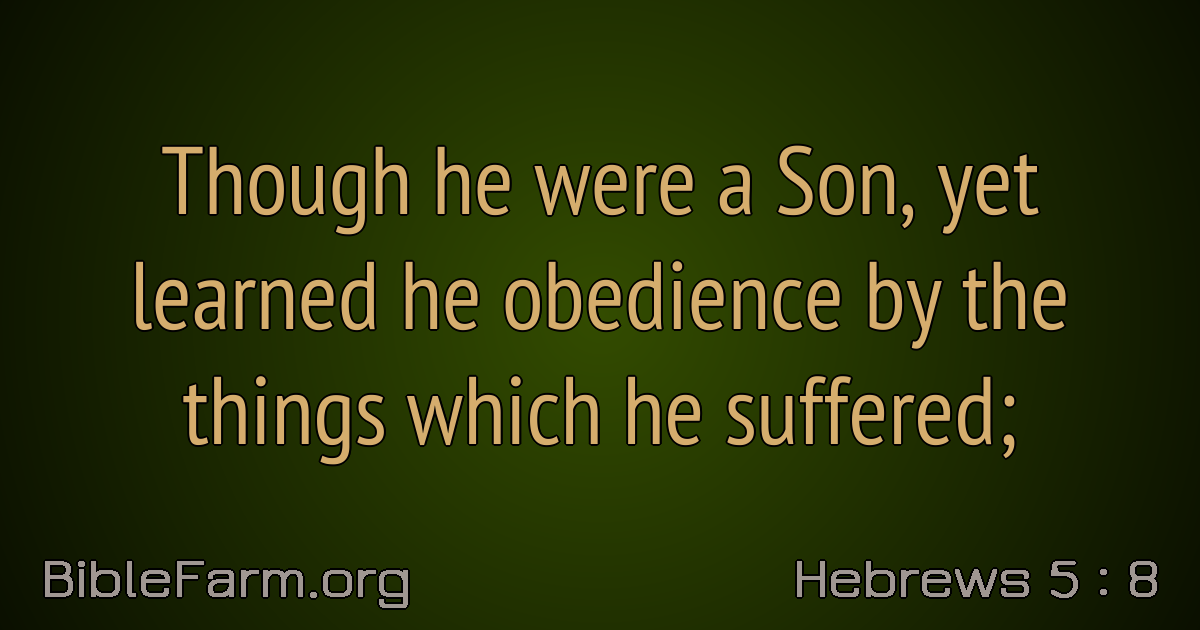 Though he were a Son, yet
learned he obedience by the
things which he suffered;
BibleFarm.org
Hebrews 5 : 8